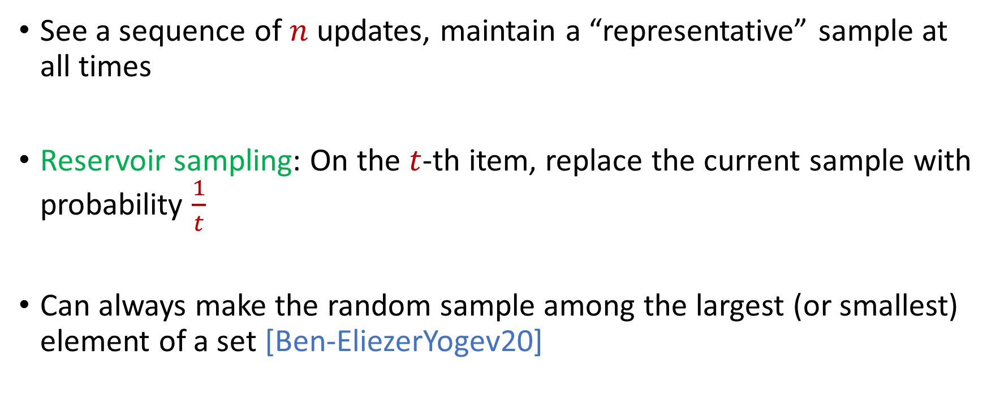 • See a sequence of n updates, maintain a “representative” sample at
all times
• Reservoir sampling: On the t-th item, replace the current sample with
probability 1/t
• Can always make the random sample among the largest (or smallest)
element of a set [Ben-EliezerYogev20]